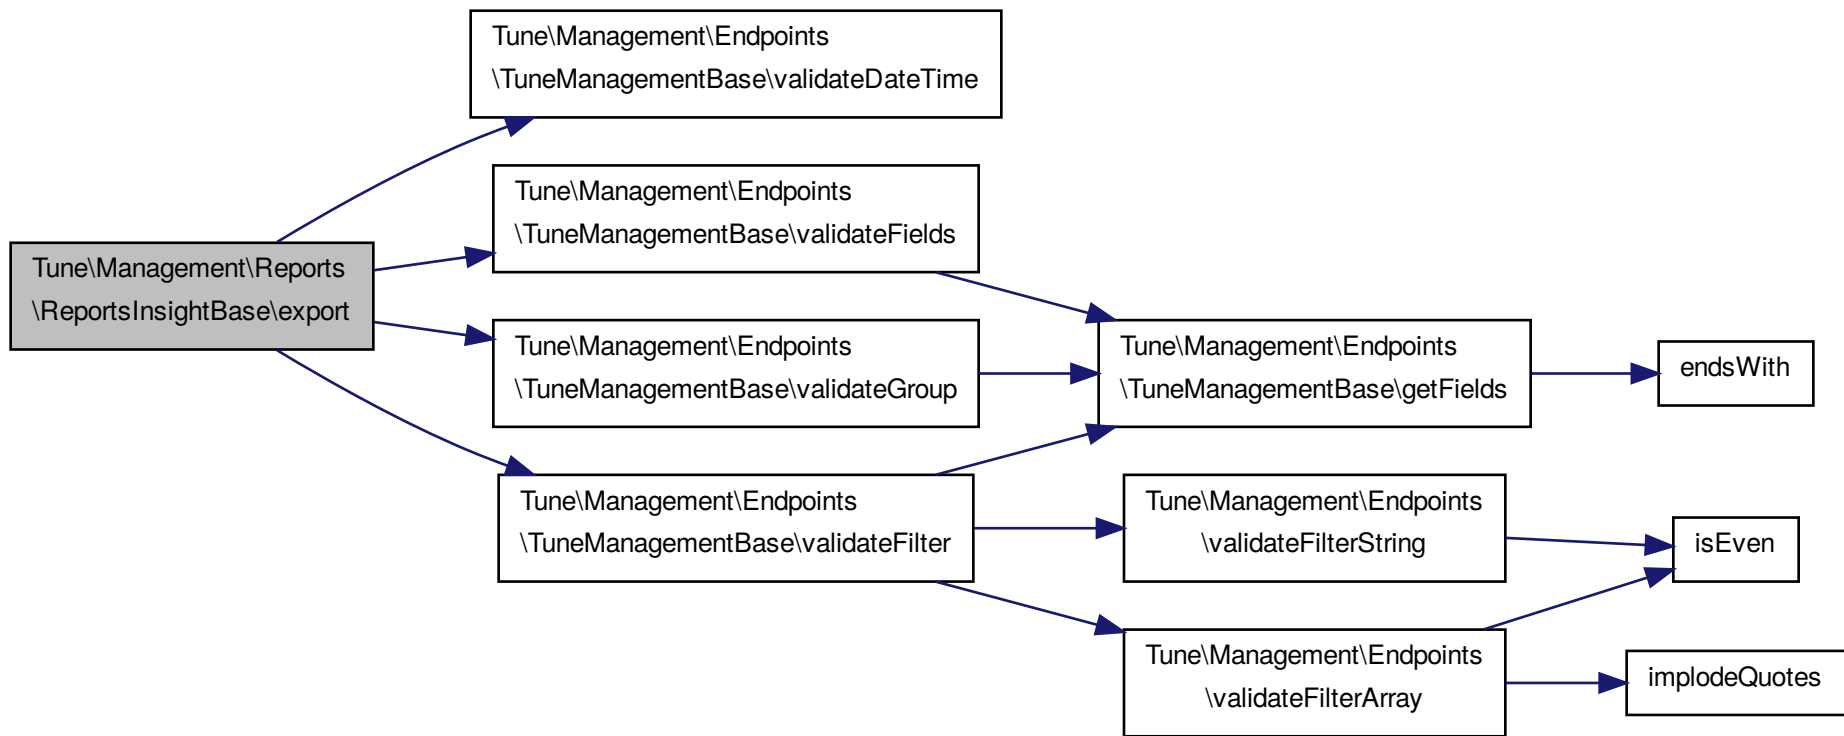 Tune\Management\Endpoints
\TuneManagementBase\validateDateTime
Tune\Management\Endpoints
\TuneManagementBase\validateFields
Tune\Management\Reports
\ReportsInsightBase\export
Tune\Management\Endpoints
\TuneManagementBase\validateGroup
Tune\Management\Endpoints
\TuneManagementBase\getFields
endsWith
Tune\Management\Endpoints
\TuneManagementBase\validateFilter
Tune\Management\Endpoints
\validateFilterString
isEven
Tune\Management\Endpoints
\validateFilterArray
implodeQuotes